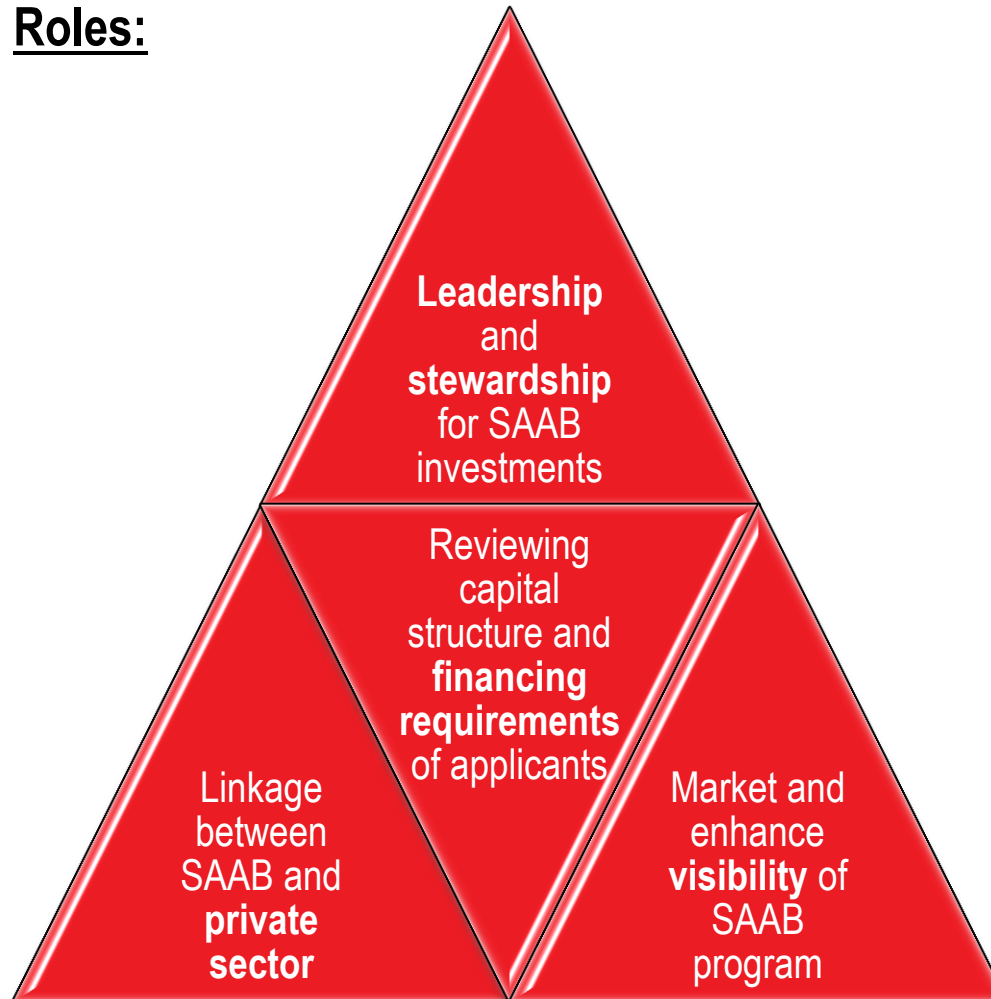 Roles:
Leadership
and
stewardship
for SAAB
investments
Reviewing
capital
structure and
financing
requirements
of applicants
Linkage
between
SAAB and
private
sector
Market and
enhance
visibility of
SAAB
program